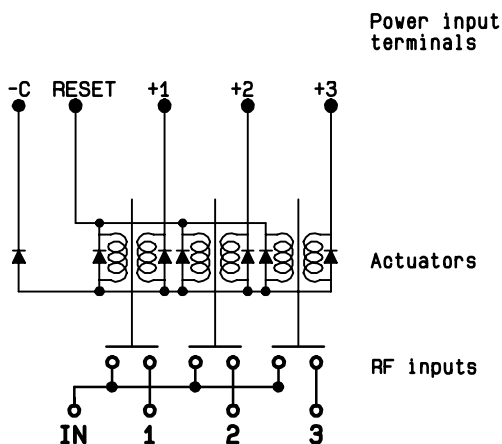 Power input
terminals
-C RESET +1 +2 +3
Actuators
RF inputs
IN 1 2 3